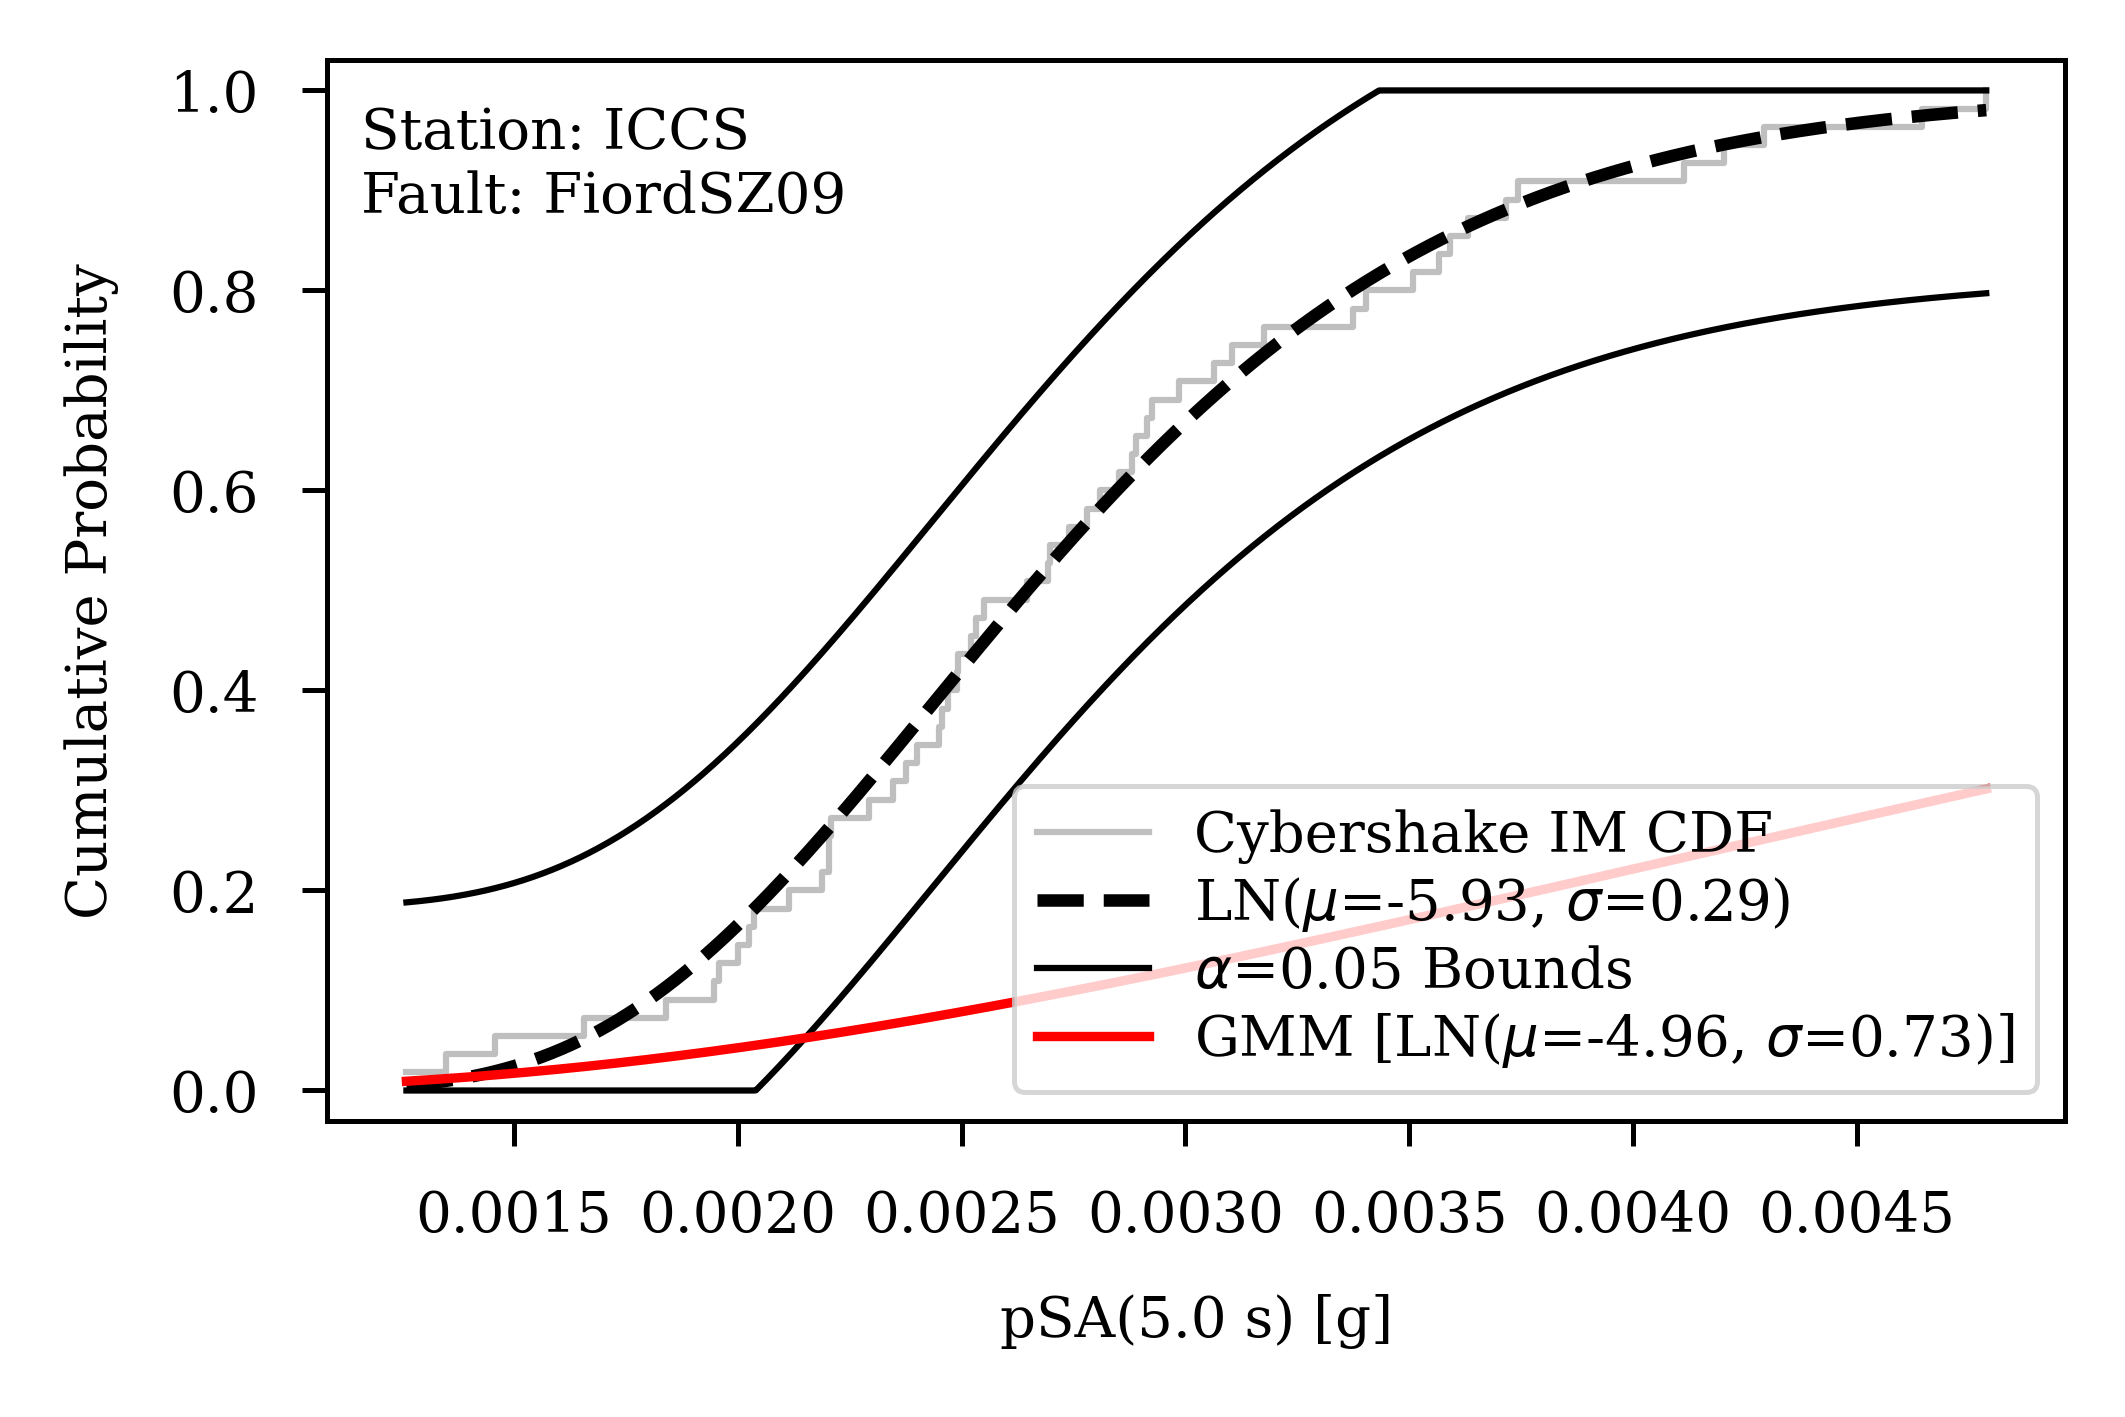 Station: ICCS
Fault: FiordSZ09
Cumulative Probability
1.0
0.8
0.6
0.4
0.2
0.0
Cybershake IM CDF
LN(μ=-5.93, σ=0.29)
α=0.05 Bounds
GMM [LN(μ=-4.96, σ=0.73)]
0.0015 0.0020 0.0025 0.0030 0.0035 0.0040 0.0045
pSA(5.0 s) [g]